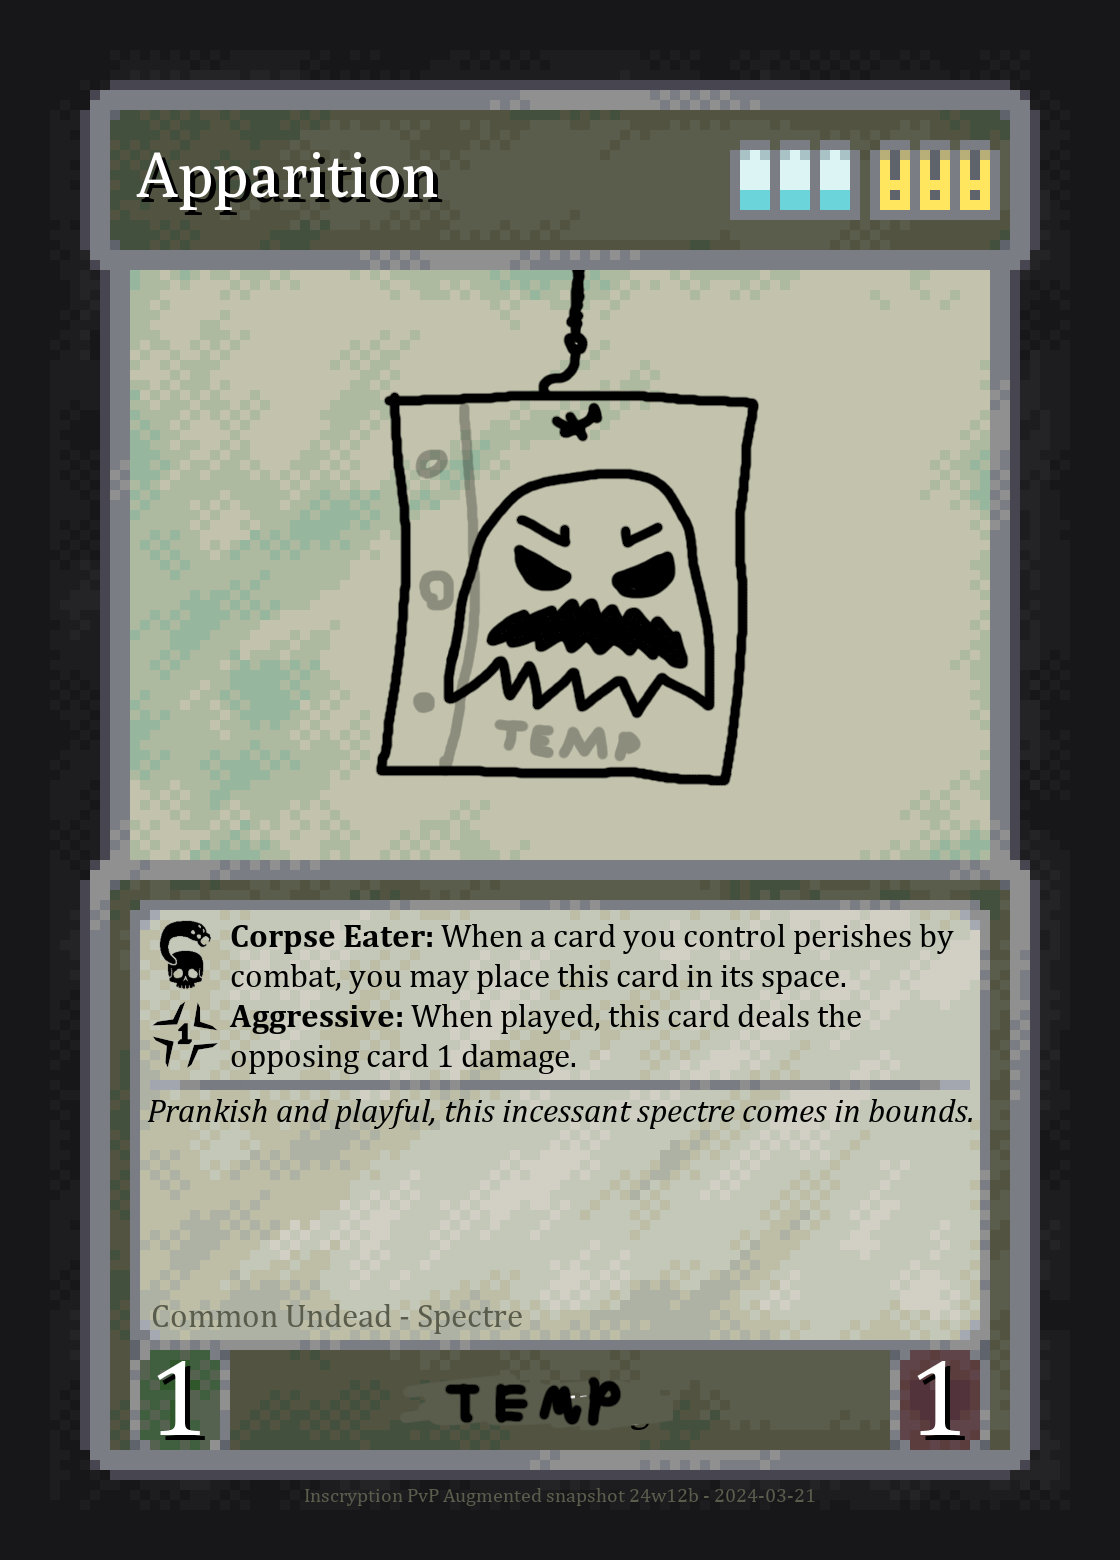 Apparition
TEMP
Corpse Eater: When a card you control perishes by
combat, you may place this card in its space.
1
Aggressive: When played, this card deals the
opposing card 1 damage.
Prankish and playful, this incessant spectre comes in bounds.
Common Undead - Spectre
1 TEMP 1
Inscryption PvP Augmented snapshot 24w12b - 2024-03-21